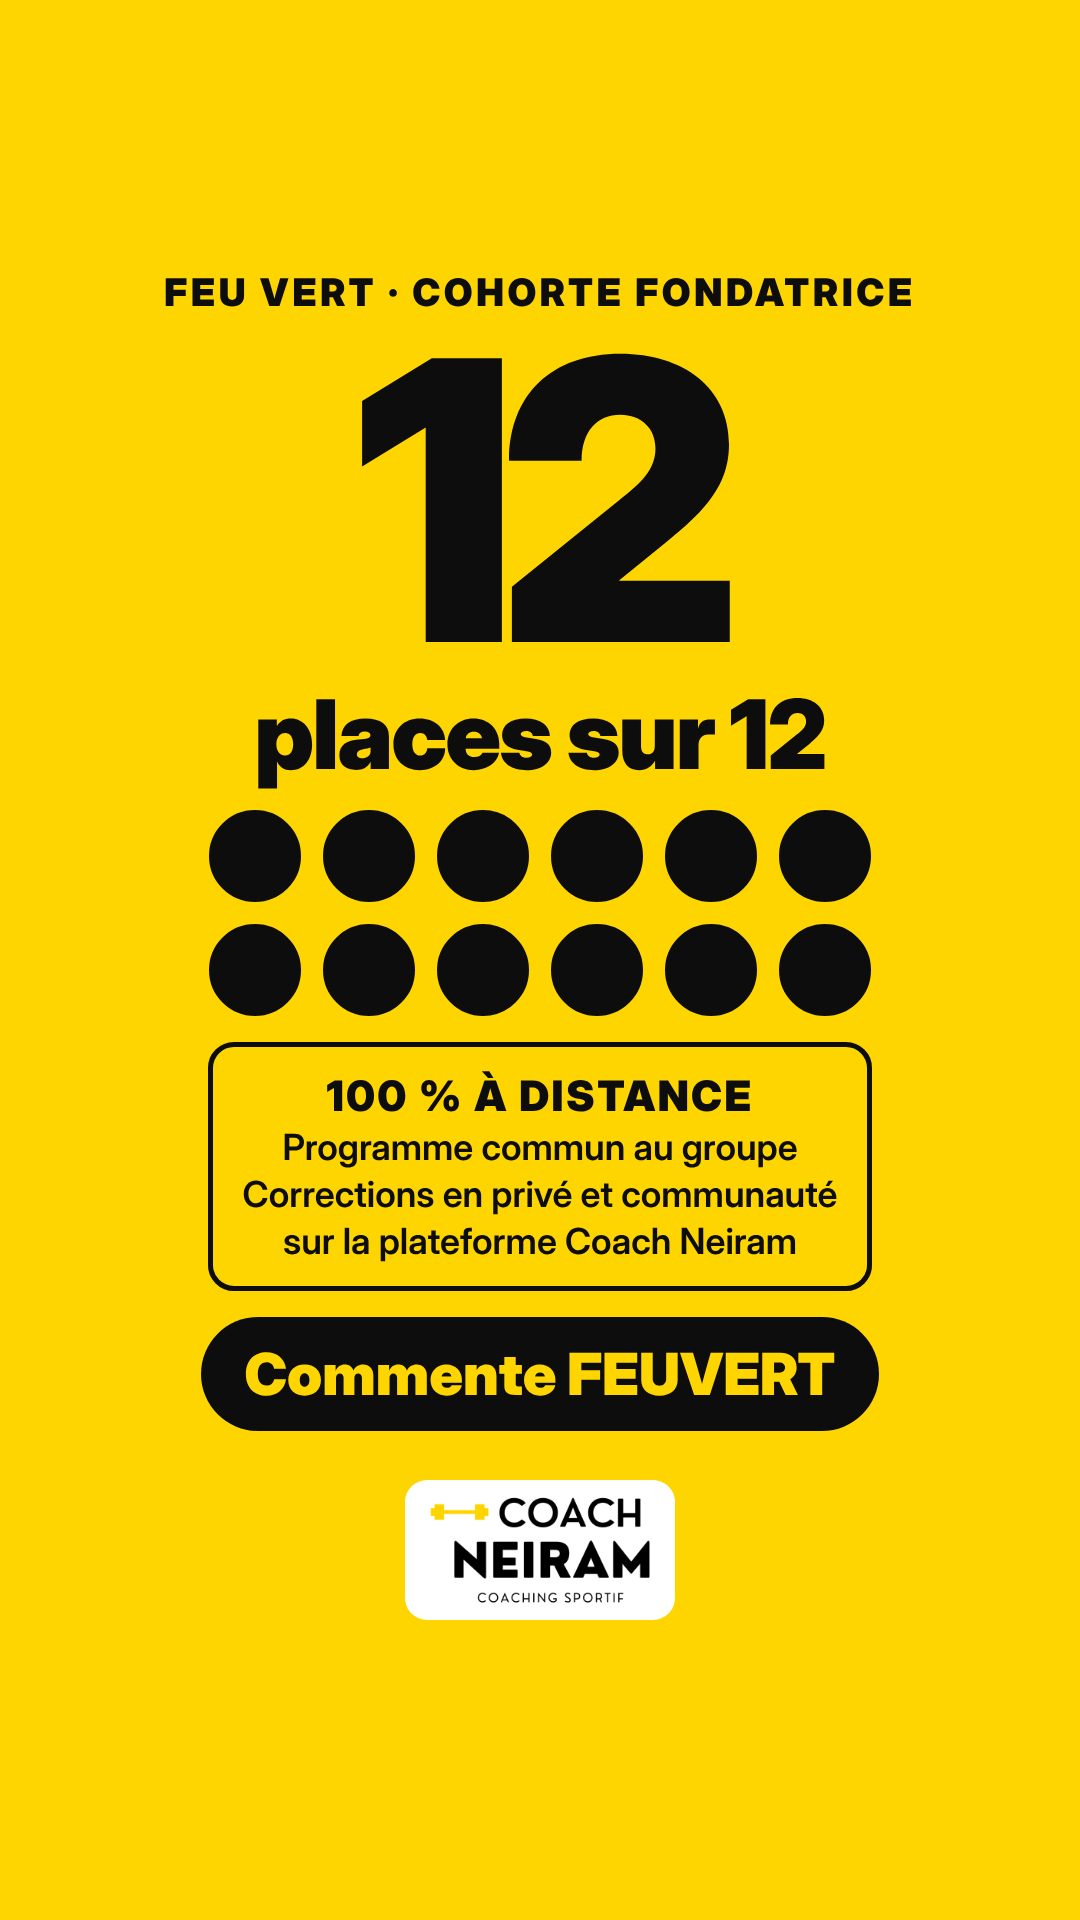 FEU VERT · COHORTE FONDATRICE
12
places sur 12
100 % À DISTANCE
Programme commun au groupe
Corrections en privé et communauté
sur la plateforme Coach Neiram
Commente FEUVERT
COACH
NEIRAM
COACHING SPORTIF